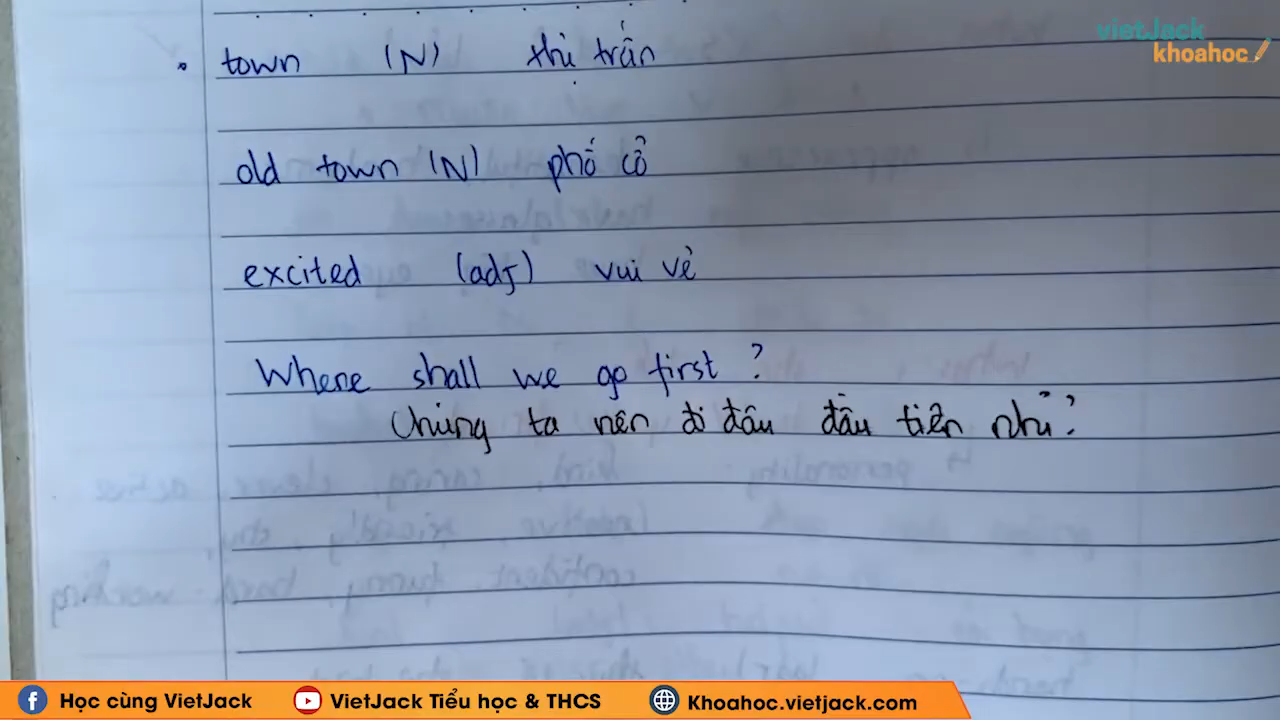 vietJack
khoahoc
town (N) thị trấn
old town (N) phố cổ
excited (adj) vui vẻ
Where shall we go first?
Chúng ta nên đi đâu đầu tiên nhỉ?
Học cùng VietJack
VietJack Tiểu học & THCS
Khoahoc.vietjack.com